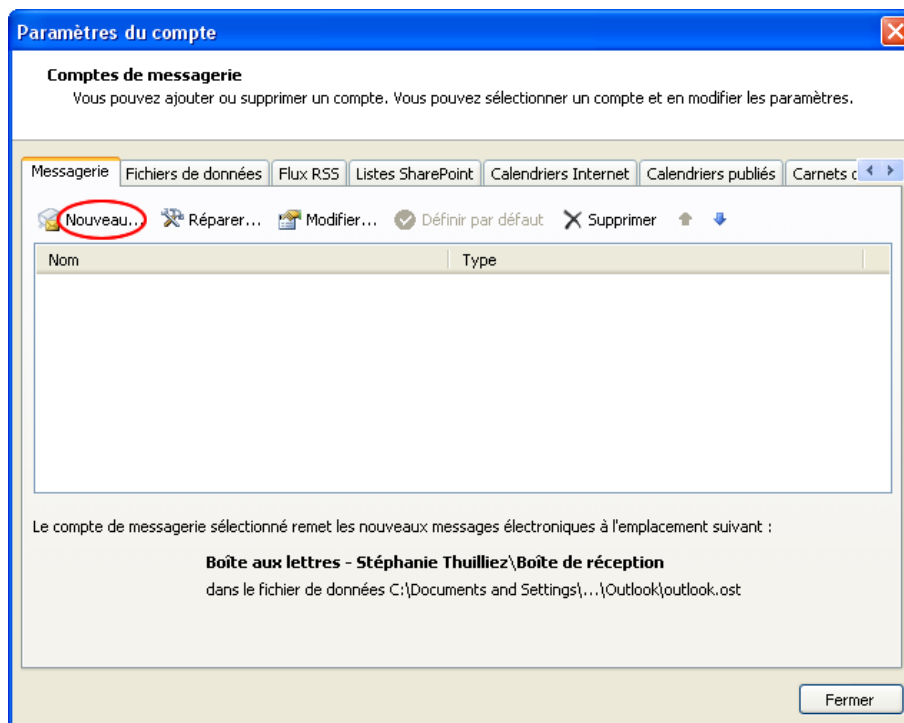 Paramètres du compte
Comptes de messagerie
Vous pouvez ajouter ou supprimer un compte. Vous pouvez sélectionner un compte et en modifier les paramètres.
Messagerie Fichiers de données Flux RSS Listes SharePoint Calendriers Internet Calendriers publiés Carnets
Nouveau... Réparer... Modifier... Définir par défaut Supprimer
Nom Type
Le compte de messagerie sélectionné remet les nouveaux messages électroniques à l'emplacement suivant :
Boîte aux lettres - Stéphanie Thuilliez\Boîte de réception
dans le fichier de données C:\Documents and Settings\...\Outlook\outlook.ost
Fermer